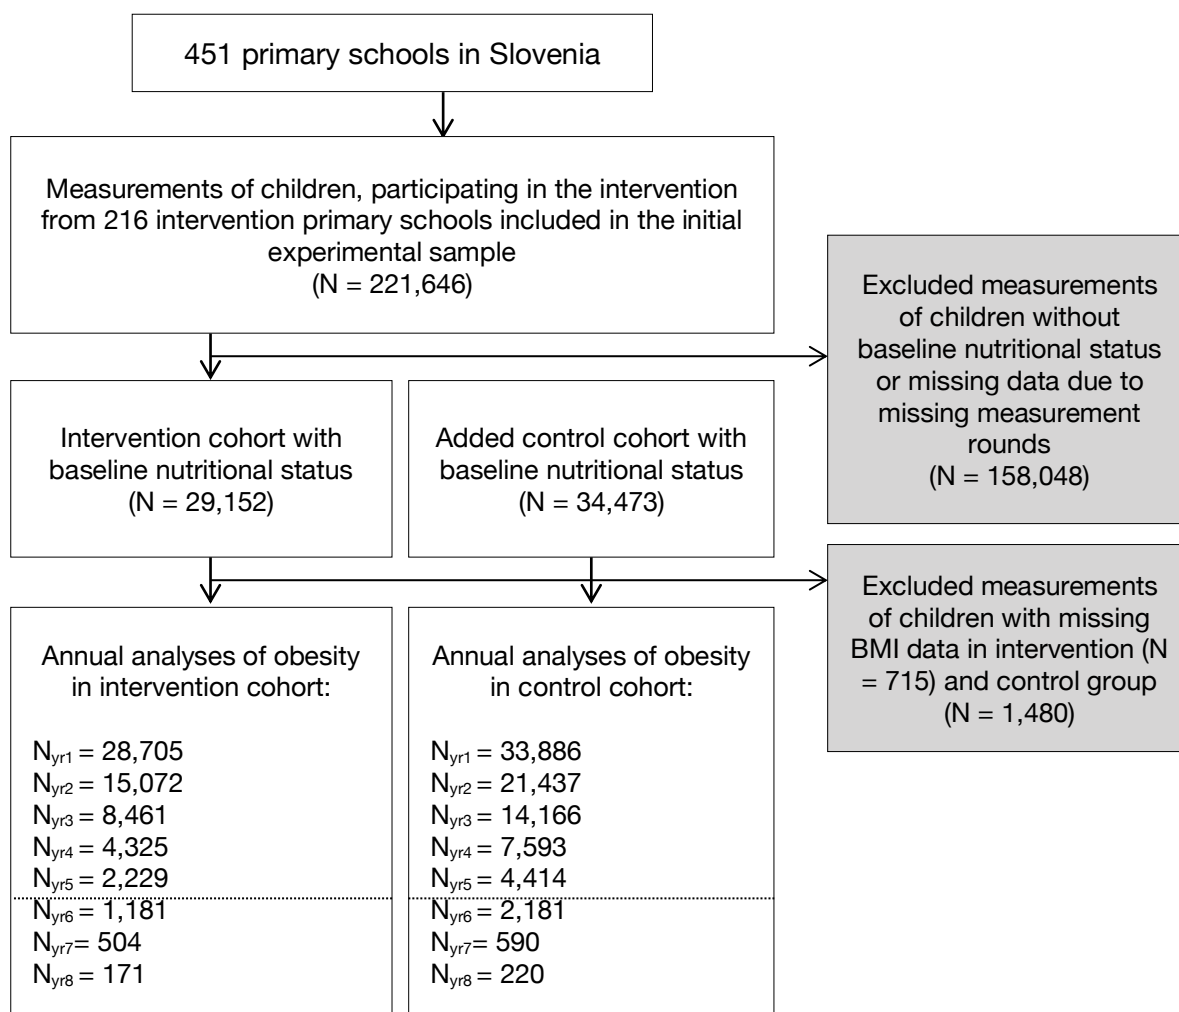 451 primary schools in Slovenia
Measurements of children, participating in the intervention
from 216 intervention primary schools included in the initial
experimental sample
(N = 221,646)
Excluded measurements
of children without
baseline nutritional status
or missing data due to
missing measurement
rounds
(N = 158,048)
Intervention cohort with
baseline nutritional status
(N = 29,152)
Added control cohort with
baseline nutritional status
(N = 34,473)
Excluded measurements
of children with missing
BMI data in intervention (N
= 715) and control group
(N = 1,480)
Annual analyses of obesity
in intervention cohort:
Nyr1 = 28,705
Nyr2 = 15,072
Nyr3 = 8,461
Nyr4 = 4,325
Nyr5 = 2,229
Nyr6 = 1,181
Nyr7= 504
Nyr8 = 171
Annual analyses of obesity
in control cohort:
Nyr1 = 33,886
Nyr2 = 21,437
Nyr3 = 14,166
Nyr4 = 7,593
Nyr5 = 4,414
Nyr6 = 2,181
Nyr7 = 590
Nyr8 = 220